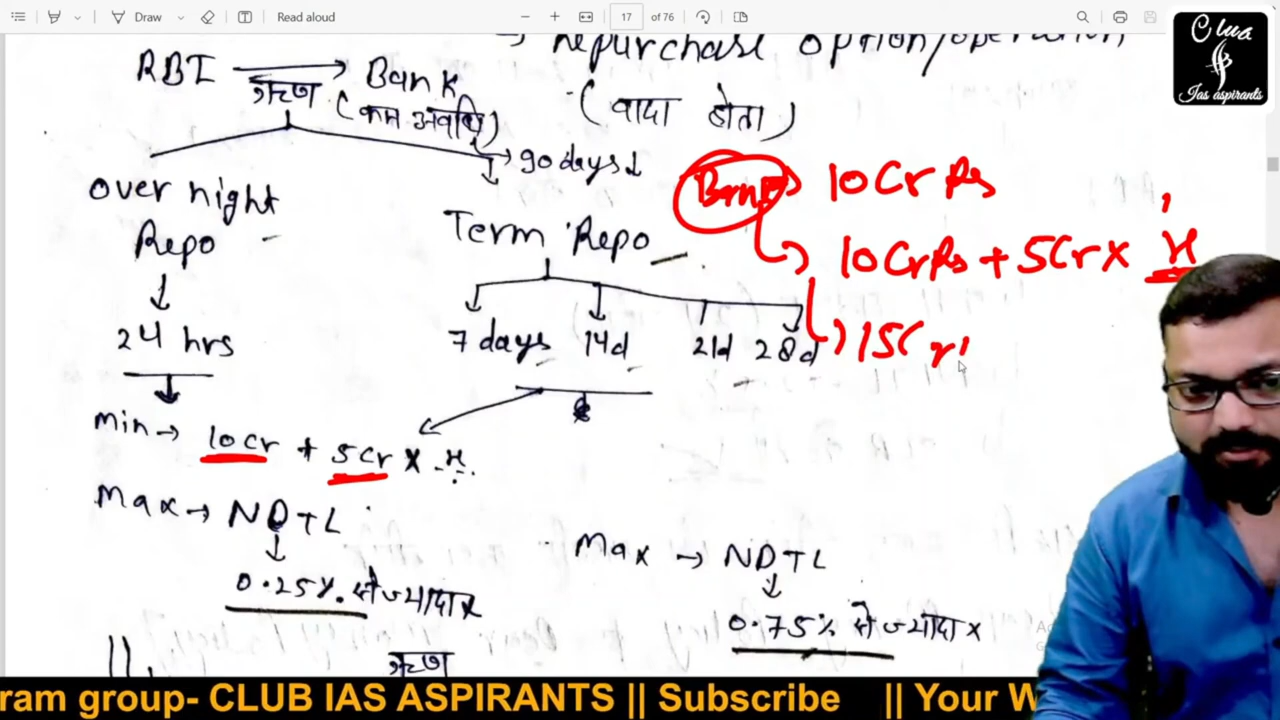 Draw
Read aloud
17
of 76
Clua
Ias aspirants
→ Repurchase option/operation
RBI → Bank
ऋण
(कम अवधि)
(वादा होता)
→ 90 days ↓
Over night
Repo
Term Repo
24 hrs
7 days 14d 21d 28d
Min → 10Cr + 5Cr X x
Max → NDTL
0.25% से ज्यादा X
Max → NDTL
0.75% से ज्यादा X
ऋण
Bank → 10Cr Rs
10Cr Rs + 5Cr X x
15Cr
ram group- CLUB IAS ASPIRANTS || Subscribe || Your W